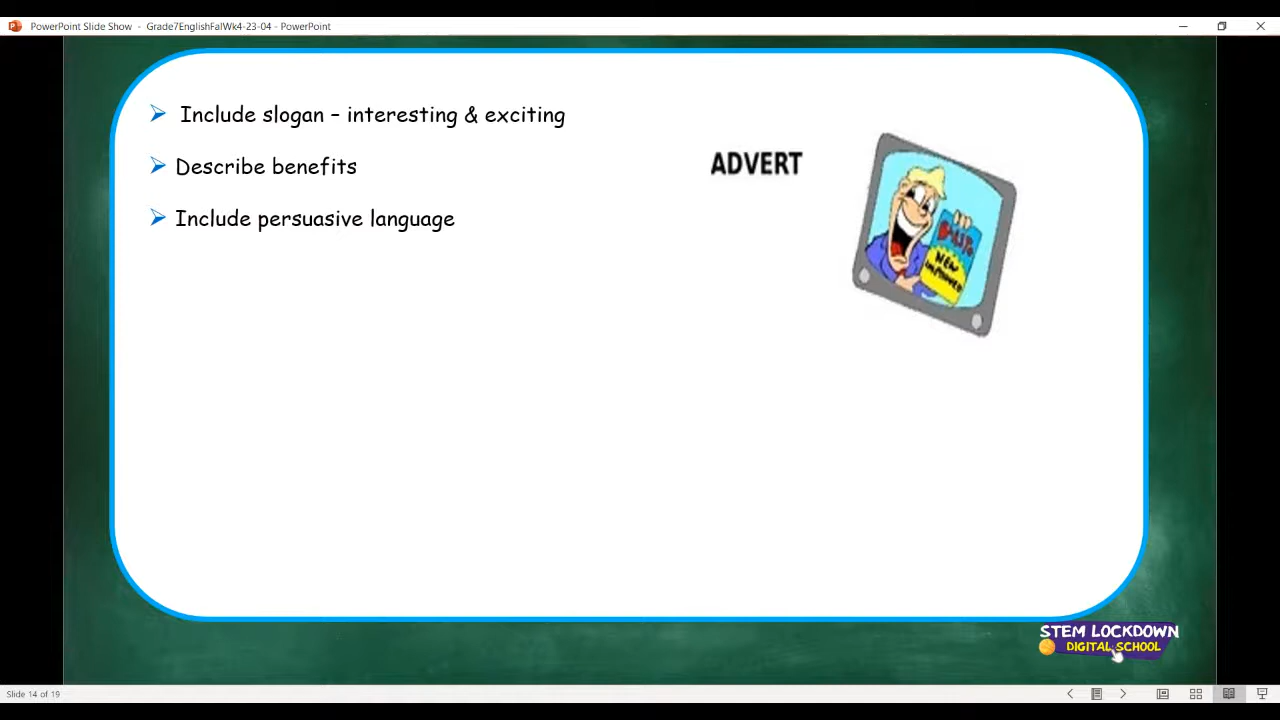 PowerPoint Slide Show - Grade7EnglishFalWk4-23-04 - PowerPoint
Include slogan – interesting & exciting
Describe benefits
Include persuasive language
ADVERT
NEW
STEM LOCKDOWN
DIGITAL SCHOOL
Slide 14 of 19